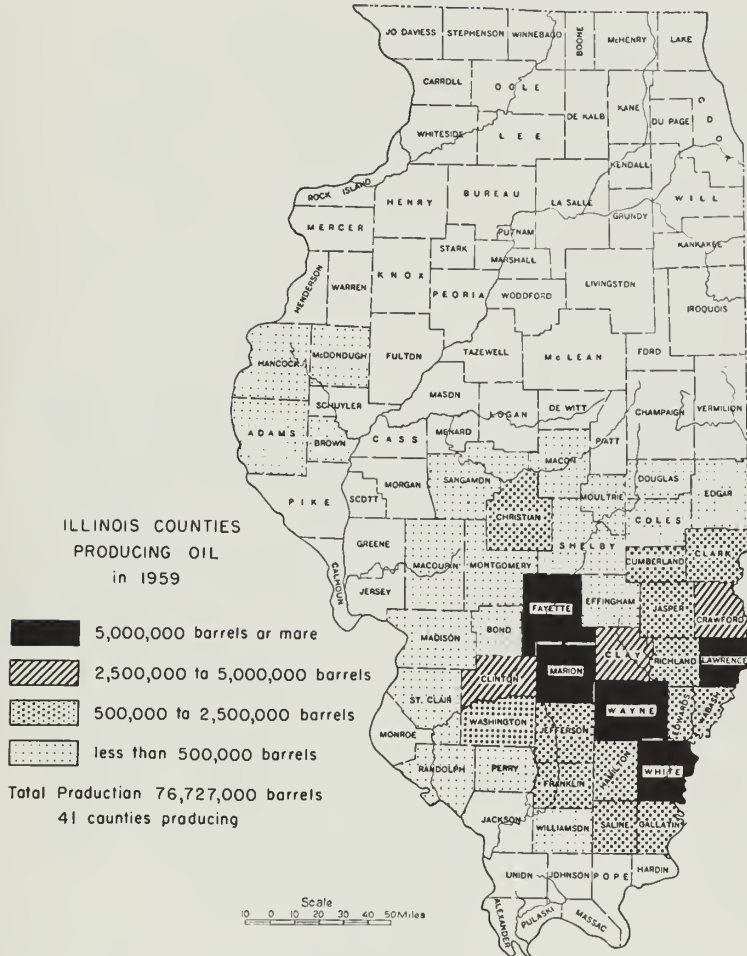 JO DAVIESS STEPHENSON WINNEBAGO BOONE McHENRY LAKE
CARROLL OGLE
DE KALB KANE COO
WHITESIDE LEE DU PAGE
KENDALL
ROCK ISLAND HENRY BUREAU LA SALLE GRUNDY WILL
MERCER PUTNAM
STARK MARSHALL KANKAKEE
HENDERSON WARREN KNOX PEORIA WOODFORD LIVINGSTON IROQUOIS
HANCOCK McDONOUGH FULTON TAZEWELL McLEAN FORD
SCHUYLER MASON LOGAN DE WITT CHAMPAIGN VERMILION
ADAMS BROWN CASS MENARD PIATT
MACON
SANGAMON DOUGLAS
PIKE SCOTT MORGAN CHRISTIAN MOULTRIE EDGAR
COLES
GREENE SHELBY
MACOUPIN MONTGOMERY CUMBERLAND CLARK
CALHOUN JERSEY
FAYETTE EFFINGHAM JASPER CRAWFORD
MADISON BOND
CLAY RICHLAND LAWRENCE
CLINTON MARION
ST. CLAIR WAYNE EDWARDS WABASH
MONROE WASHINGTON JEFFERSON
RANDOLPH PERRY HAMILTON WHITE
FRANKLIN
JACKSON WILLIAMSON SALINE GALLATIN
UNION JOHNSON POPE HARDIN
ALEXANDER PULASKI MASSAC
ILLINOIS COUNTIES
PRODUCING OIL
in 1959
5,000,000 barrels or more
2,500,000 to 5,000,000 barrels
500,000 to 2,500,000 barrels
less than 500,000 barrels
Total Production 76,727,000 barrels
41 counties producing
Scale
10 0 10 20 30 40 50 Miles